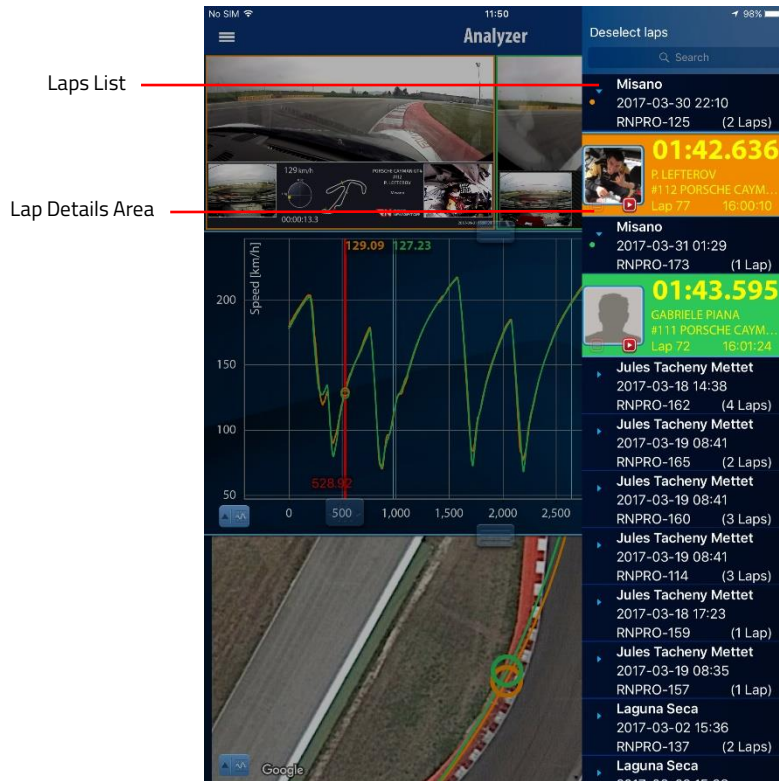 No SIM 11:50 98%
Analyzer
Deselect laps
Search
Laps List
Lap Details Area
129 km/h
PORSCHE CAYMAN GT4
#112
P. LEFTEROV
Misano
00:00:13.3
129.09 127.23
Speed [km/h]
200
150
100
50
528.92
0 500 1,000 1,500 2,000 2,500
Google
Misano
2017-03-30 22:10
RNPRO-125 (2 Laps)
01:42.636
P. LEFTEROV
#112 PORSCHE CAYM...
Lap 77 16:00:10
Misano
2017-03-31 01:29
RNPRO-173 (1 Lap)
01:43.595
GABRIELE PIANA
#111 PORSCHE CAYM...
Lap 72 16:01:24
Jules Tacheny Mettet
2017-03-18 14:38
RNPRO-162 (4 Laps)
Jules Tacheny Mettet
2017-03-19 08:41
RNPRO-165 (2 Laps)
Jules Tacheny Mettet
2017-03-19 08:41
RNPRO-160 (3 Laps)
Jules Tacheny Mettet
2017-03-19 08:41
RNPRO-114 (3 Laps)
Jules Tacheny Mettet
2017-03-18 17:23
RNPRO-159 (1 Lap)
Jules Tacheny Mettet
2017-03-19 08:35
RNPRO-157 (1 Lap)
Laguna Seca
2017-03-02 15:36
RNPRO-137 (2 Laps)
Laguna Seca